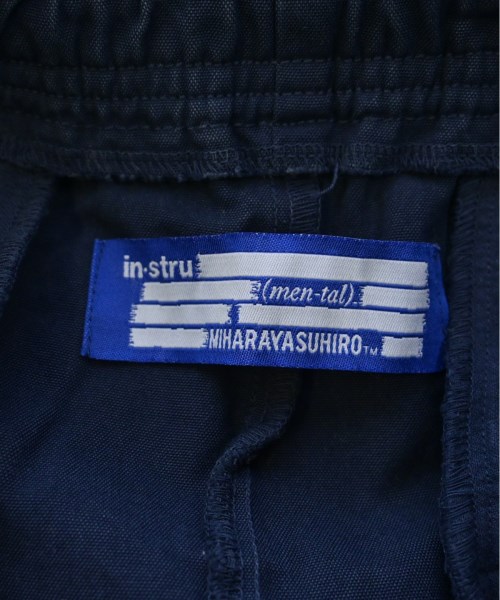 in·stru
(men-tal).
MIHARAYASUHIRO™